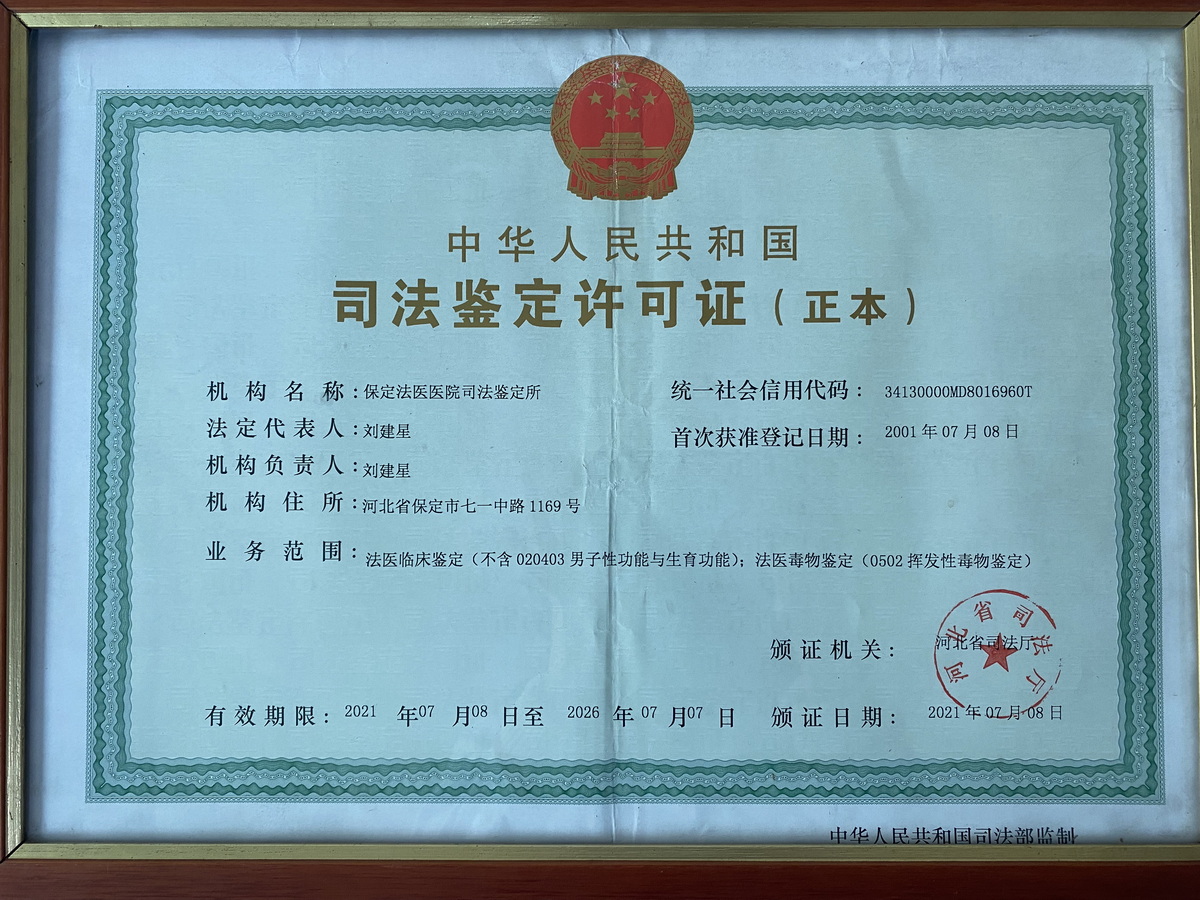 中华人民共和国
司法鉴定许可证（正本）
机构名称：保定法医医院司法鉴定所
统一社会信用代码：34130000MD8016960T
法定代表人：刘建星
首次获准登记日期：2001年07月08日
机构负责人：刘建星
机构住所：河北省保定市七一中路1169号
业务范围：法医临床鉴定（不含020403男子性功能与生育功能）；法医毒物鉴定（0502挥发性毒物鉴定）
颁证机关：河北省司法厅
河北省司法厅
有效期限：2021年07月08日至2026年07月07日
颁证日期：2021年07月08日
中华人民共和国司法部监制